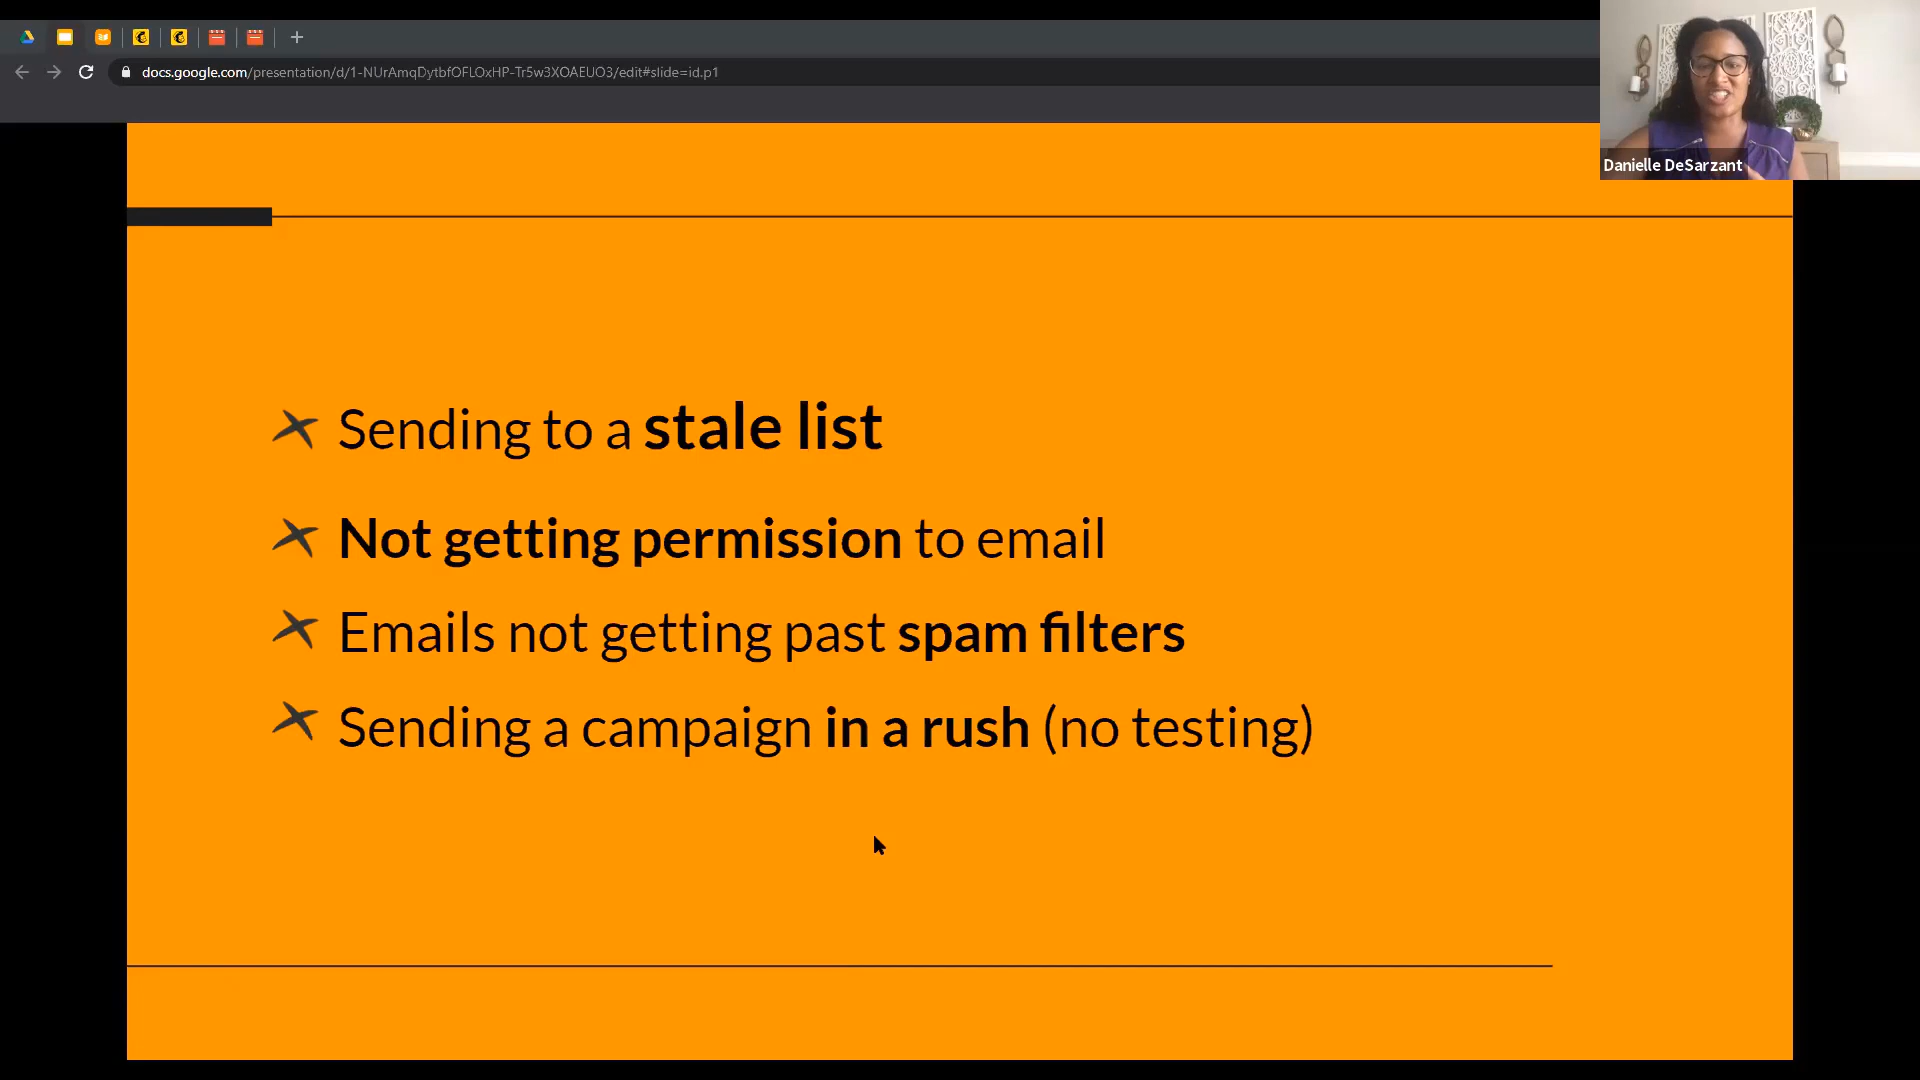 docs.google.com/presentation/d/1-NUrAmqDytbfOFLOxHP-Tr5w3XOAEUO3/edit#slide=id.p1
Danielle DeSarzant
Sending to a stale list
Not getting permission to email
Emails not getting past spam filters
Sending a campaign in a rush (no testing)